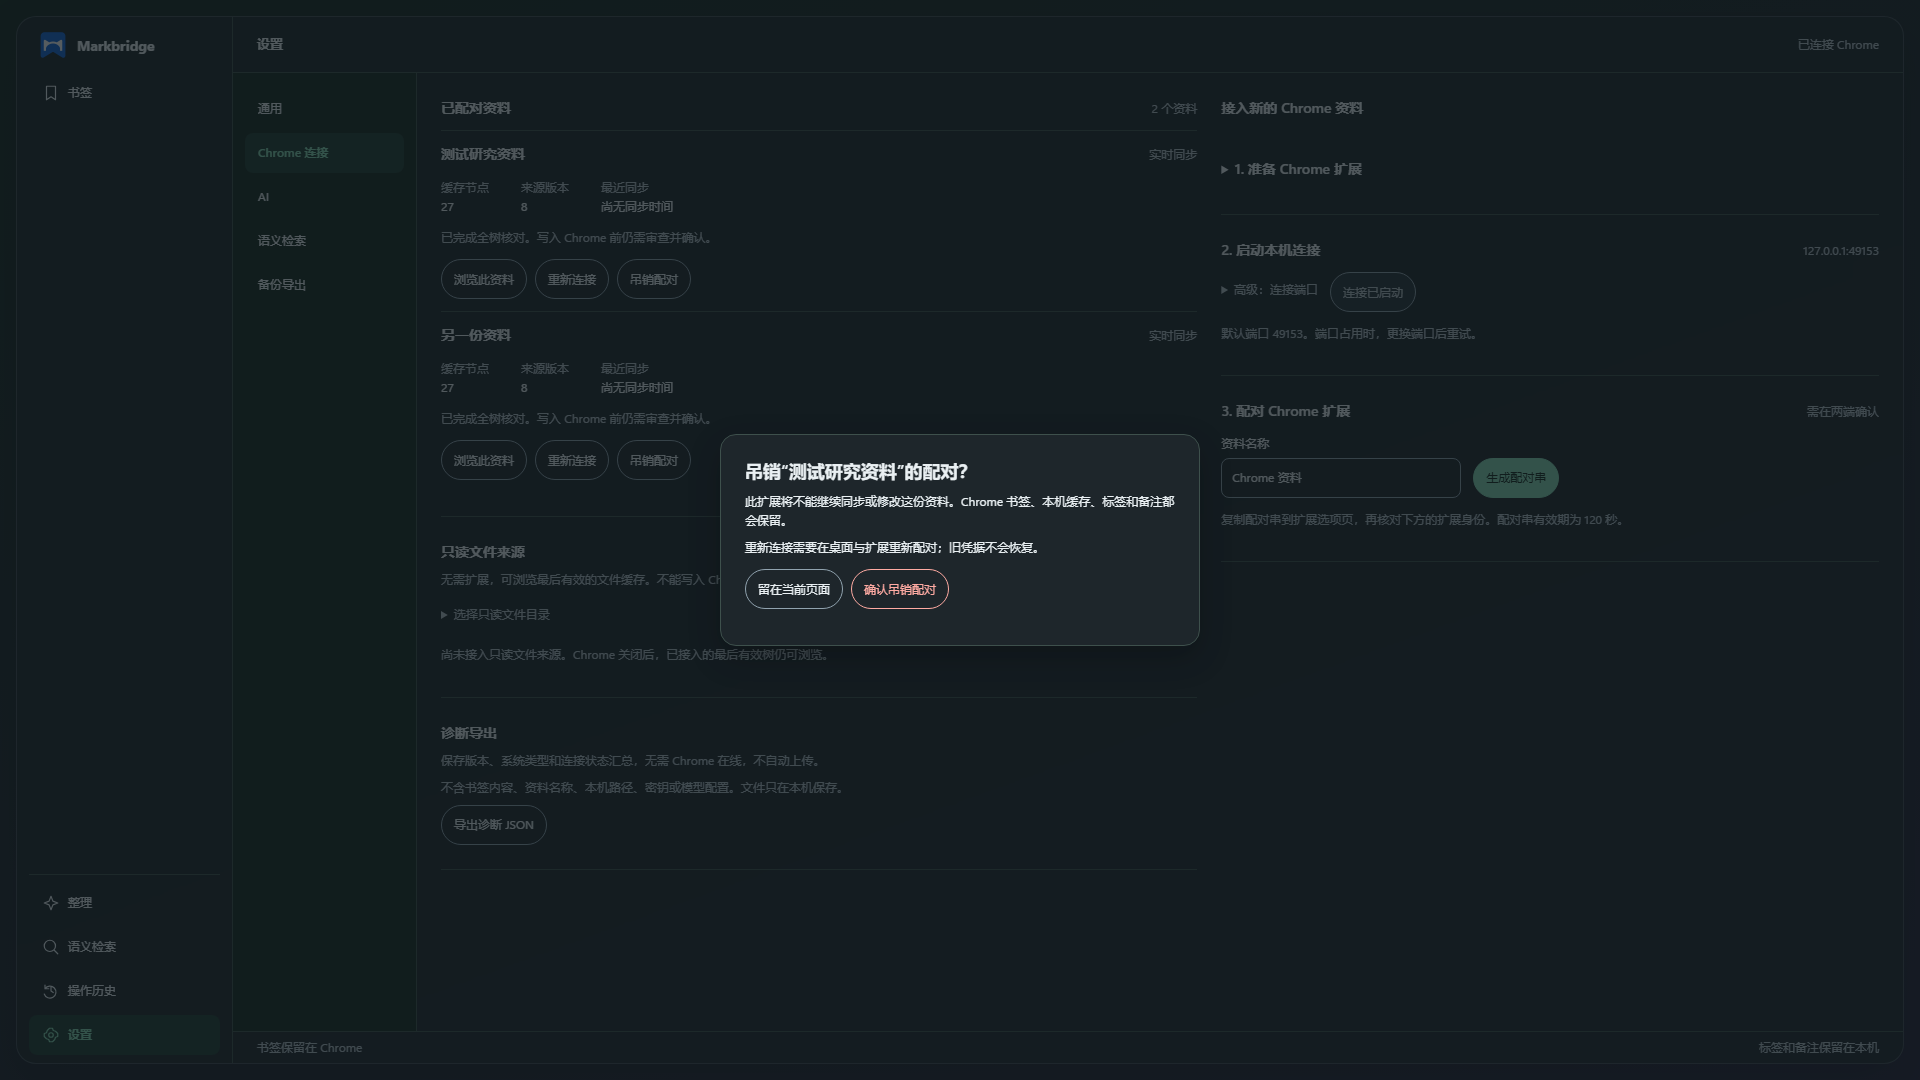 Markbridge
书签
设置
已连接 Chrome
通用
Chrome 连接
AI
语义检索
备份导出
已配对资料
2 个资料
测试研究资料
实时同步
缓存节点
来源版本
最近同步
27
8
尚无同步时间
已完成全树核对。写入 Chrome 前仍需审查并确认。
浏览此资料
重新连接
吊销配对
另一份资料
实时同步
缓存节点
来源版本
最近同步
27
8
尚无同步时间
已完成全树核对。写入 Chrome 前仍需审查并确认。
浏览此资料
重新连接
吊销配对
只读文件来源
无需扩展，可浏览最后有效的文件缓存。不能写入 Ch
选择只读文件目录
尚未接入只读文件来源。Chrome 关闭后，已接入的最后有效树仍可浏览。
诊断导出
保存版本、系统类型和连接状态汇总，无需 Chrome 在线，不自动上传。
不含书签内容、资料名称、本机路径、密钥或模型配置。文件只在本机保存。
导出诊断 JSON
接入新的 Chrome 资料
1. 准备 Chrome 扩展
2. 启动本机连接
127.0.0.1:49153
高级：连接端口
连接已启动
默认端口 49153。端口占用时，更换端口后重试。
3. 配对 Chrome 扩展
需在两端确认
资料名称
Chrome 资料
生成配对串
复制配对串到扩展选项页，再核对下方的扩展身份。配对串有效期为 120 秒。
吊销“测试研究资料”的配对？
此扩展将不能继续同步或修改这份资料。Chrome 书签、本机缓存、标签和备注都
会保留。
重新连接需要在桌面与扩展重新配对；旧凭据不会恢复。
留在当前页面
确认吊销配对
整理
语义检索
操作历史
设置
书签保留在 Chrome
标签和备注保留在本机